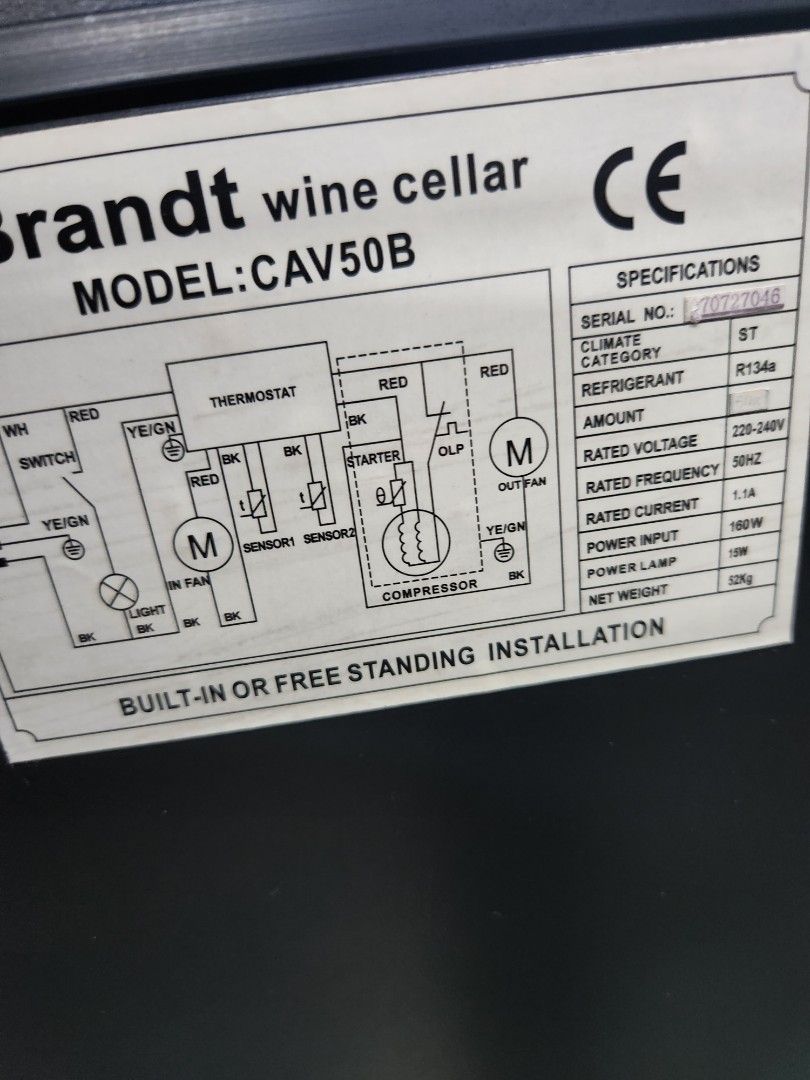 Brandt wine cellar
CE
MODEL:CAV50B
WH
RED
SWITCH
YE/GN
YE/GN
THERMOSTAT
RED
RED
BK
BK
BK
RED
STARTER
OLP
M
OUT FAN
t
t
θ
M
SENSOR1
SENSOR2
IN FAN
YE/GN
COMPRESSOR
BK
LIGHT
BK
BK
BK
BK
SPECIFICATIONS
SERIAL NO.: 70727046
CLIMATE CATEGORY ST
REFRIGERANT R134a
AMOUNT
RATED VOLTAGE 220-240V
RATED FREQUENCY 50HZ
RATED CURRENT 1.1A
POWER INPUT 160W
POWER LAMP 15W
NET WEIGHT 52Kg
BUILT-IN OR FREE STANDING INSTALLATION